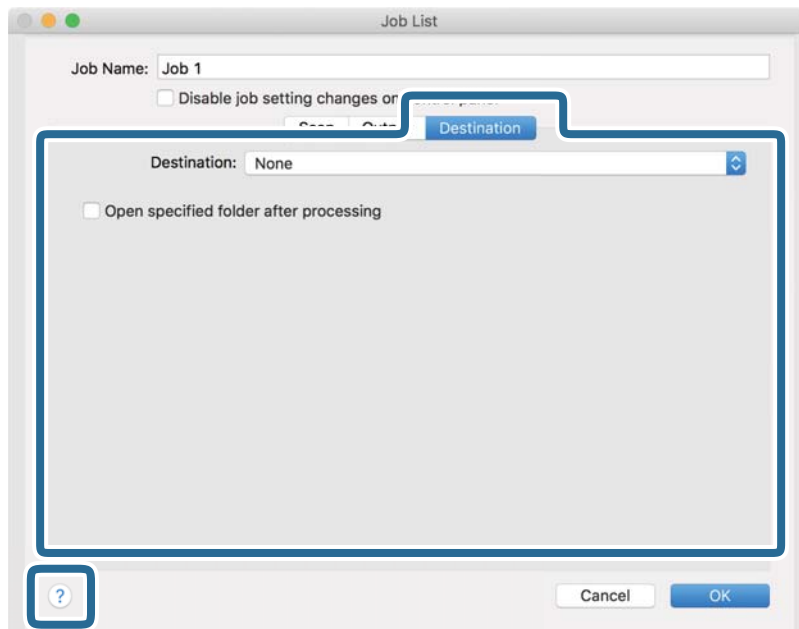 Job List
Job Name: Job 1
Disable job setting changes on
Destination
Destination: None
Open specified folder after processing
? Cancel OK